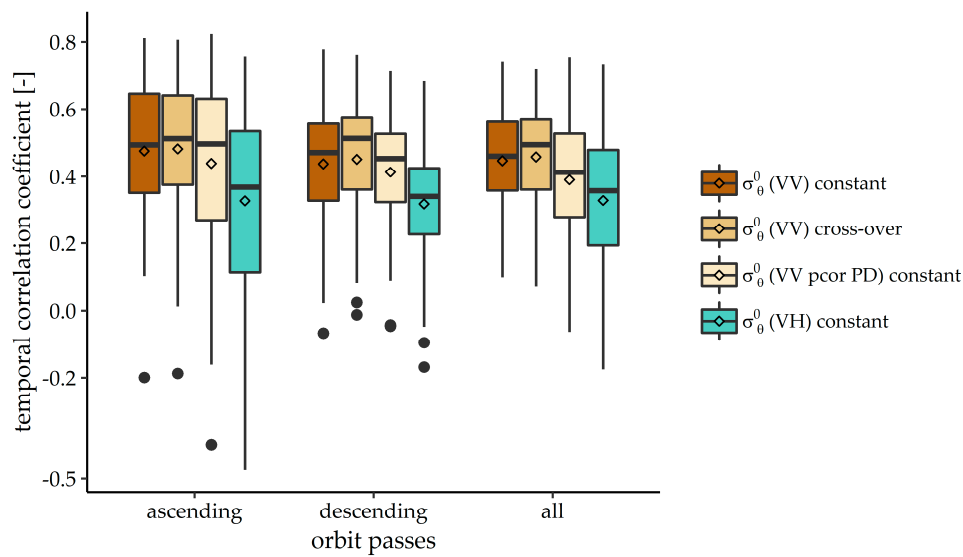 temporal correlation coefficient [-]
0.8
0.6
0.4
0.2
0.0
-0.2
-0.5
ascending
descending
all
orbit passes
σ⁰θ (VV) constant
σ⁰θ (VV) cross-over
σ⁰θ (VV pcor PD) constant
σ⁰θ (VH) constant